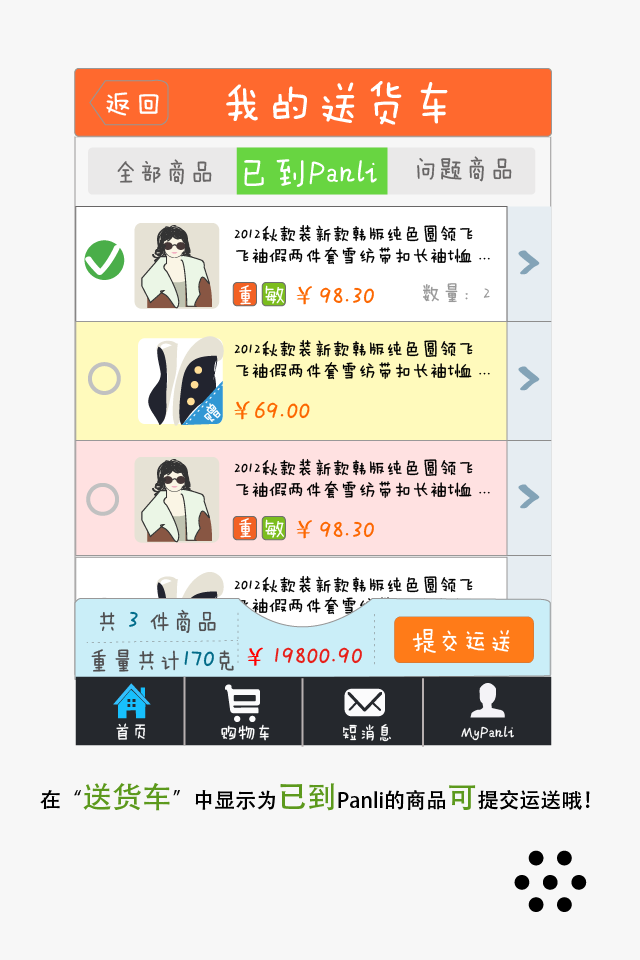 返回
我的送货车
全部商品
已到Panli
问题商品
2012秋款装新款韩版纯色圆领飞
飞袖假两件套雪纺带扣长袖t恤 ...
重 敏 ￥ 98.30 数量: 2
2012秋款装新款韩版纯色圆领飞
飞袖假两件套雪纺带扣长袖t恤 ...
￥69.00
2012秋款装新款韩版纯色圆领飞
飞袖假两件套雪纺带扣长袖t恤 ...
重 敏 ￥ 98.30
2012秋款装新款韩版纯色圆领飞
飞袖假两件套雪纺
共 3 件商品
重量共计170克
￥ 19800.90
提交运送
首页
购物车
短消息
MyPanli
在“送货车”中显示为已到Panli的商品可提交运送哦!